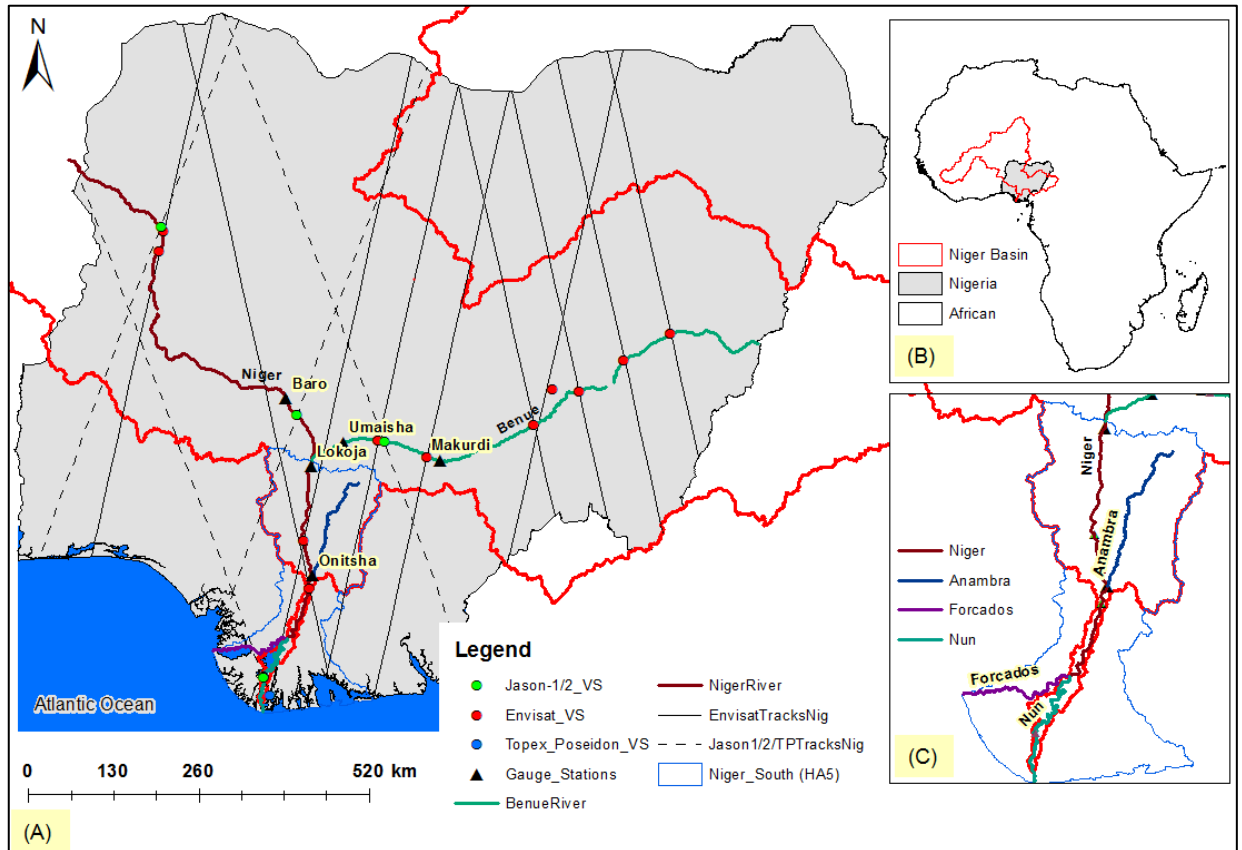 N
Niger
Baro
Umaisha
Lokoja
Benue
Makurdi
Onitsha
Atlantic Ocean
0 130 260 520 km
(A)
Legend
Jason-1/2_VS
Envisat_VS
Topex_Poseidon_VS
Gauge_Stations
BenueRiver
NigerRiver
EnvisatTracksNig
Jason1/2/TPTracksNig
Niger_South (HA5)
Niger Basin
Nigeria
African
(B)
Niger
Anambra
Niger
Anambra
Forcados
Nun
Forcados
Nun
(C)